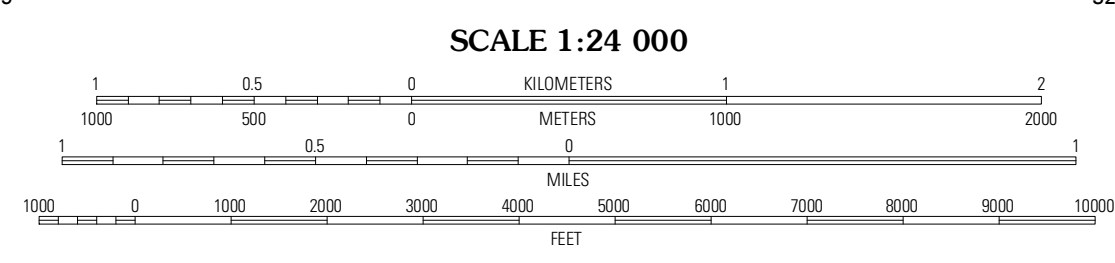 SCALE 1:24 000
1 0.5 0 KILOMETERS 1 2
1000 500 0 METERS 1000 2000
1 0.5 0 1
MILES
1000 0 1000 2000 3000 4000 5000 6000 7000 8000 9000 10000
FEET